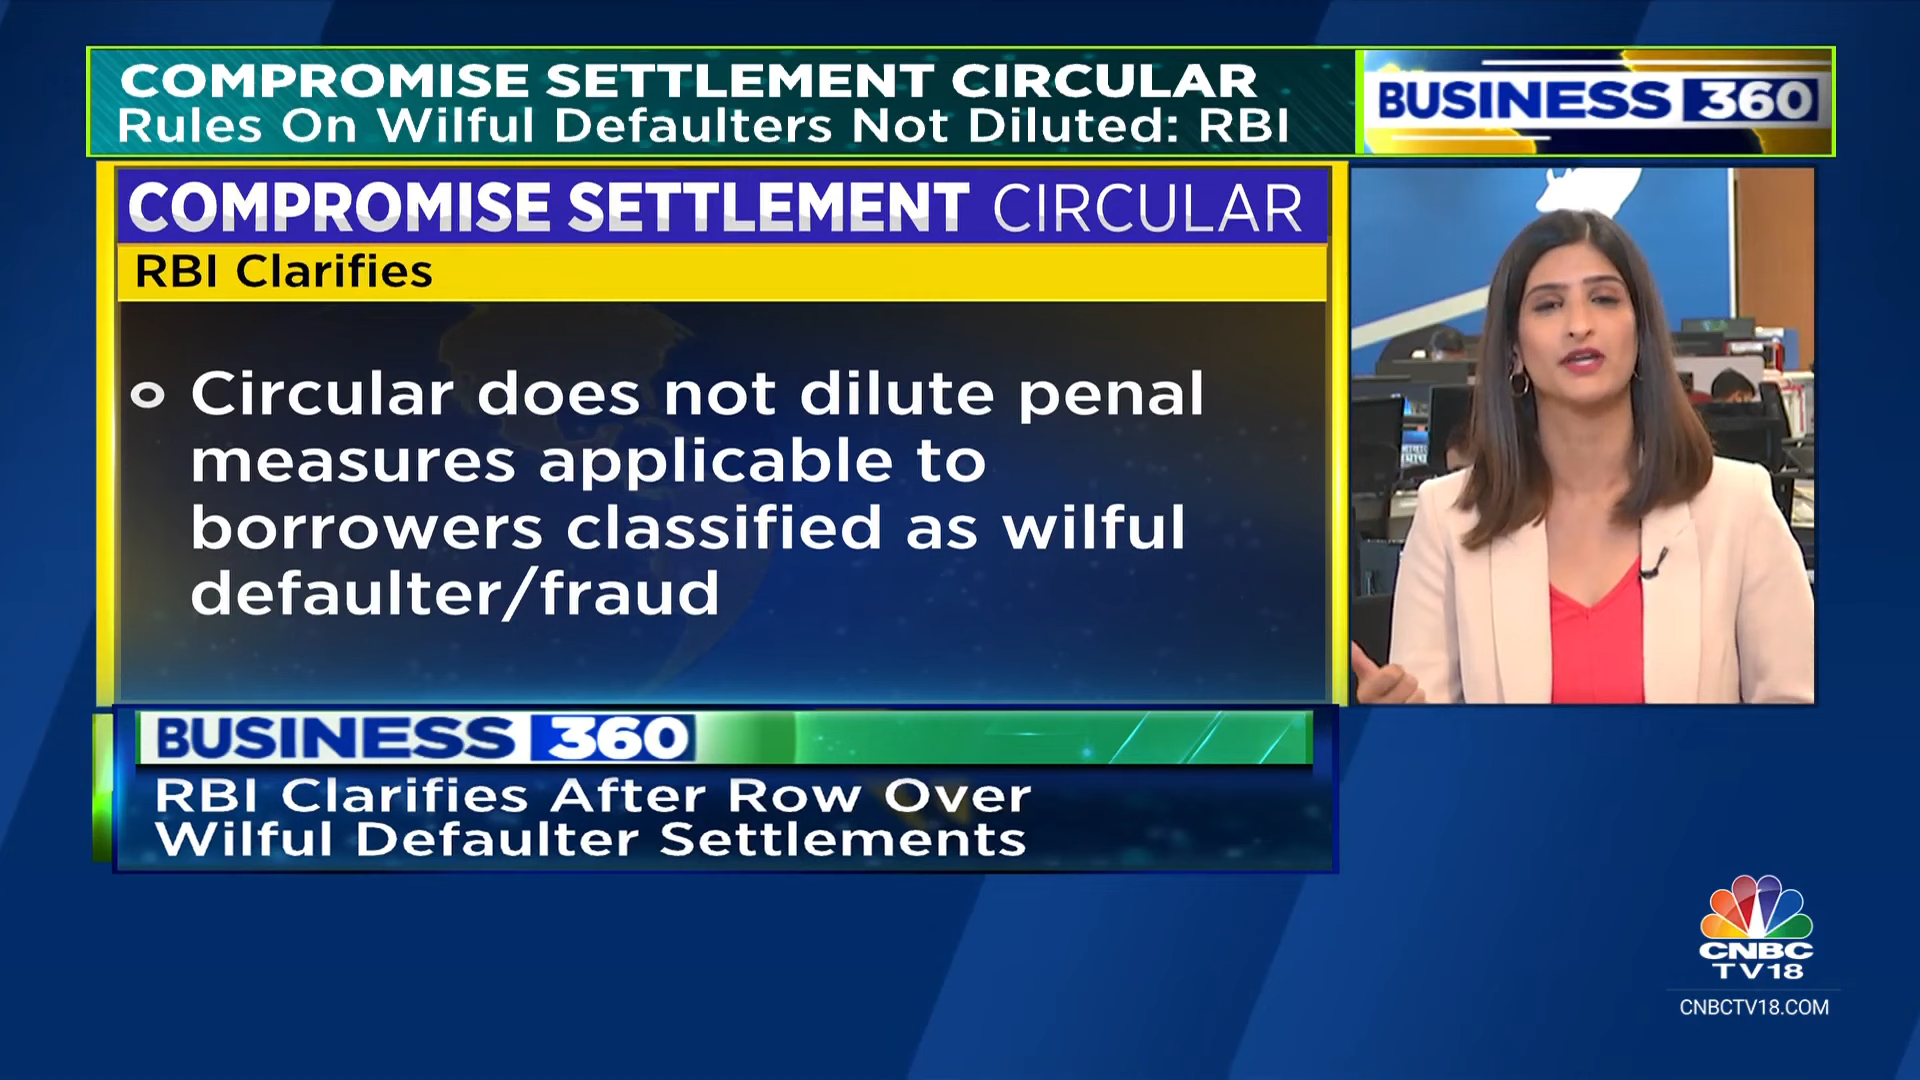 COMPROMISE SETTLEMENT CIRCULAR
Rules On Wilful Defaulters Not Diluted: RBI
BUSINESS 360
COMPROMISE SETTLEMENT CIRCULAR
RBI Clarifies
o Circular does not dilute penal
measures applicable to
borrowers classified as wilful
defaulter/fraud
BUSINESS 360
RBI Clarifies After Row Over
Wilful Defaulter Settlements
CNBC
TV18
CNBCTV18.COM